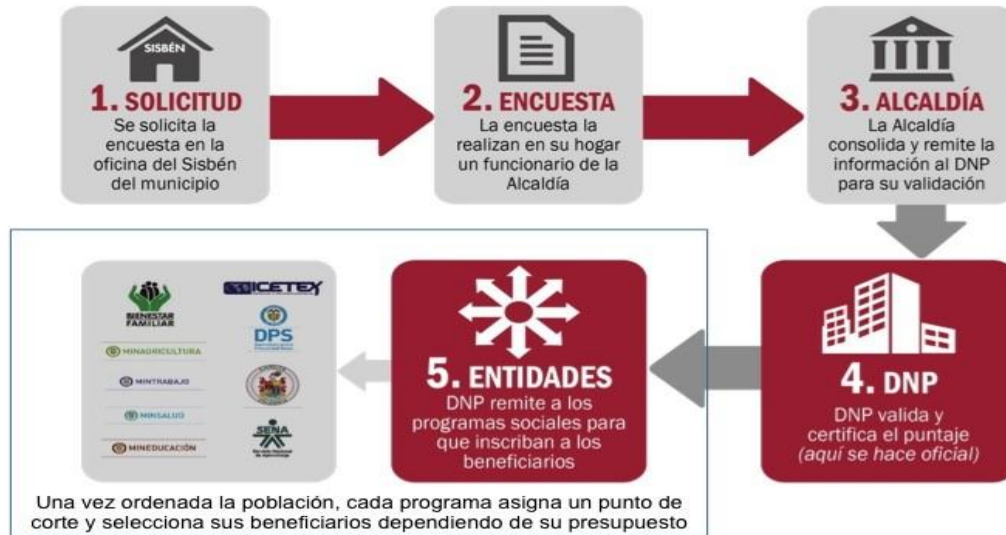 SISBÉN
1. SOLICITUD
Se solicita la
encuesta en la
oficina del Sisbén
del municipio
2. ENCUESTA
La encuesta la
realizan en su hogar
un funcionario de la
Alcaldía
3. ALCALDÍA
La Alcaldía
consolida y remite la
información al DNP
para su validación
4. DNP
DNP valida y
certifica el puntaje
(aquí se hace oficial)
5. ENTIDADES
DNP remite a los
programas sociales para
que inscriban a los
beneficiarios
BIENESTAR
FAMILIAR
MINAGRICULTURA
MINTRABAJO
MINSALUD
MINEDUCACIÓN
ICETEX
DPS
SENA
Una vez ordenada la población, cada programa asigna un punto de
corte y selecciona sus beneficiarios dependiendo de su presupuesto